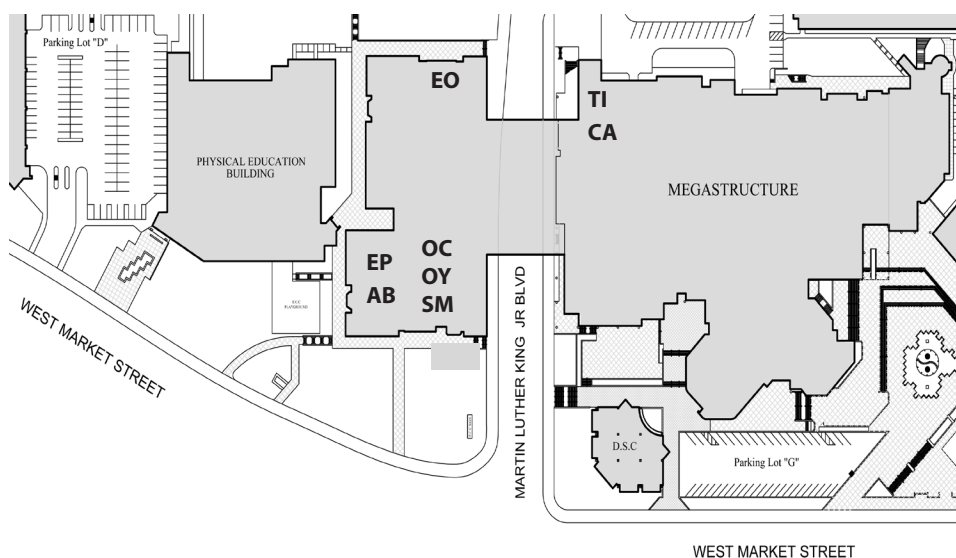 Parking Lot "D"
EO
TI
CA
PHYSICAL EDUCATION
BUILDING
MEGASTRUCTURE
OC
OY
SM
EP
AB
WEST MARKET STREET
MARTIN LUTHER KING JR BLVD
D.S.C
Parking Lot "G"
WEST MARKET STREET